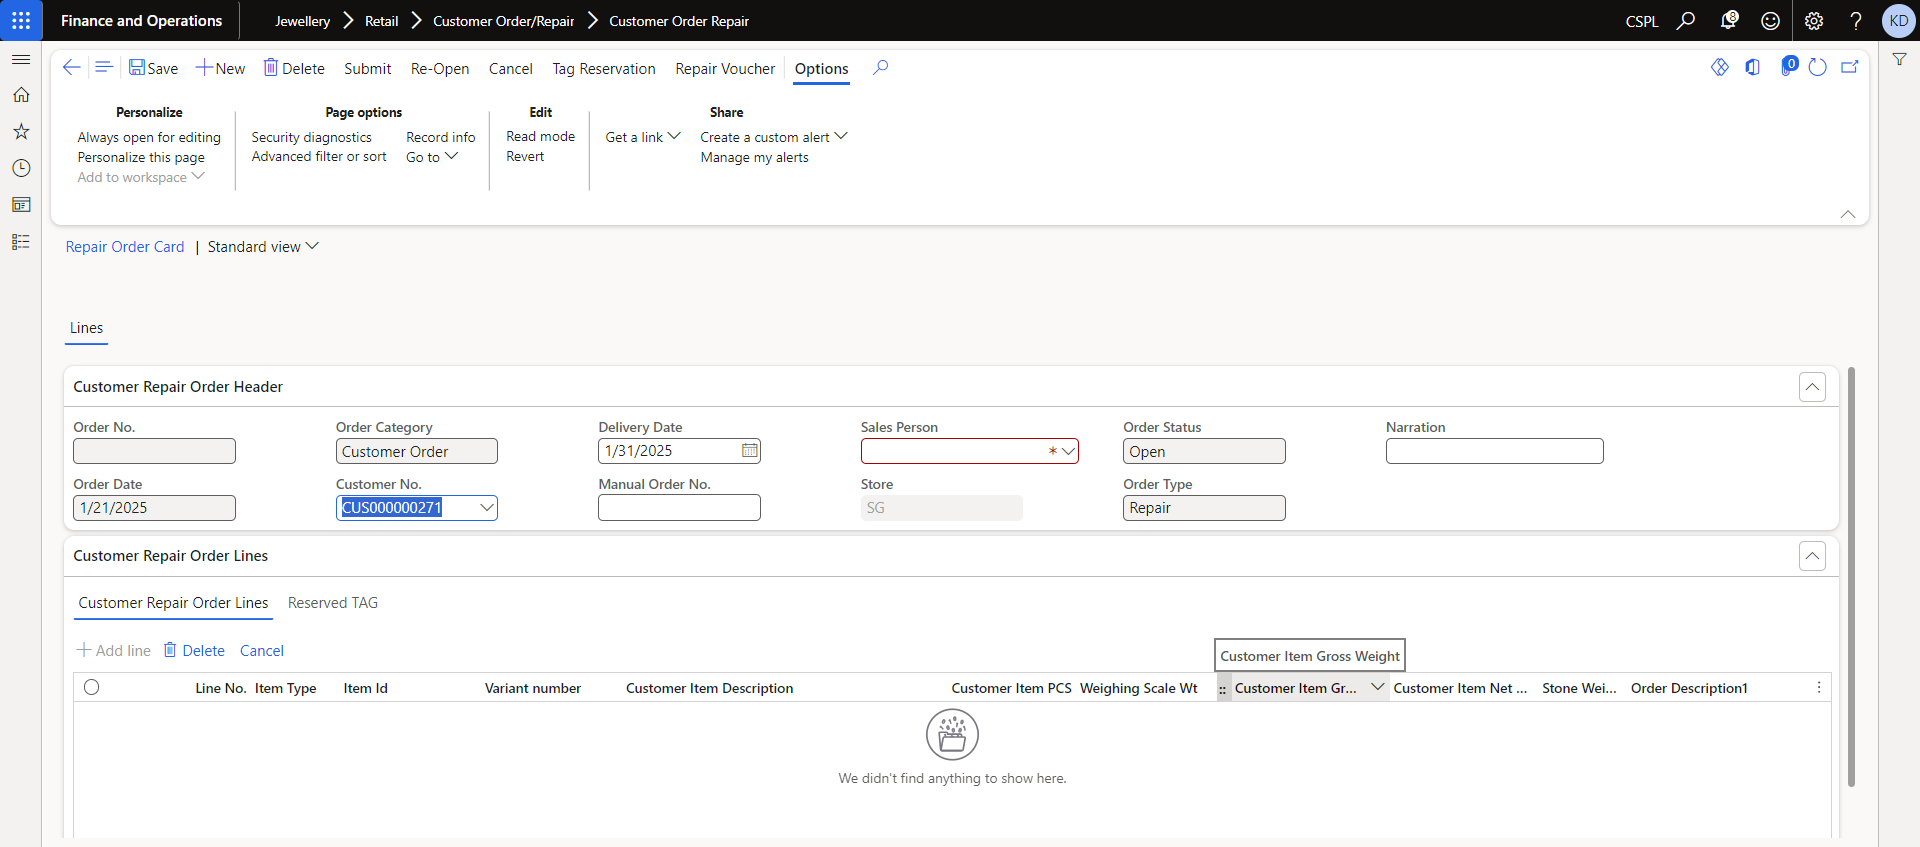 Finance and Operations
Jewellery
Retail
Customer Order/Repair
Customer Order Repair
CSPL
8
?
KD
Save
New
Delete
Submit
Re-Open
Cancel
Tag Reservation
Repair Voucher
Options
0
Personalize
Always open for editing
Personalize this page
Add to workspace
Page options
Security diagnostics
Advanced filter or sort
Record info
Go to
Edit
Read mode
Revert
Get a link
Share
Create a custom alert
Manage my alerts
Repair Order Card | Standard view
Lines
Customer Repair Order Header
Order No.
Order Category
Customer Order
Delivery Date
1/31/2025
Sales Person
*
Order Status
Open
Narration
Order Date
1/21/2025
Customer No.
CUS000000271
Manual Order No.
Store
SG
Order Type
Repair
Customer Repair Order Lines
Customer Repair Order Lines
Reserved TAG
Add line
Delete
Cancel
Customer Item Gross Weight
Line No.
Item Type
Item Id
Variant number
Customer Item Description
Customer Item PCS
Weighing Scale Wt
Customer Item Gr...
Customer Item Net ...
Stone Wei...
Order Description1
We didn't find anything to show here.